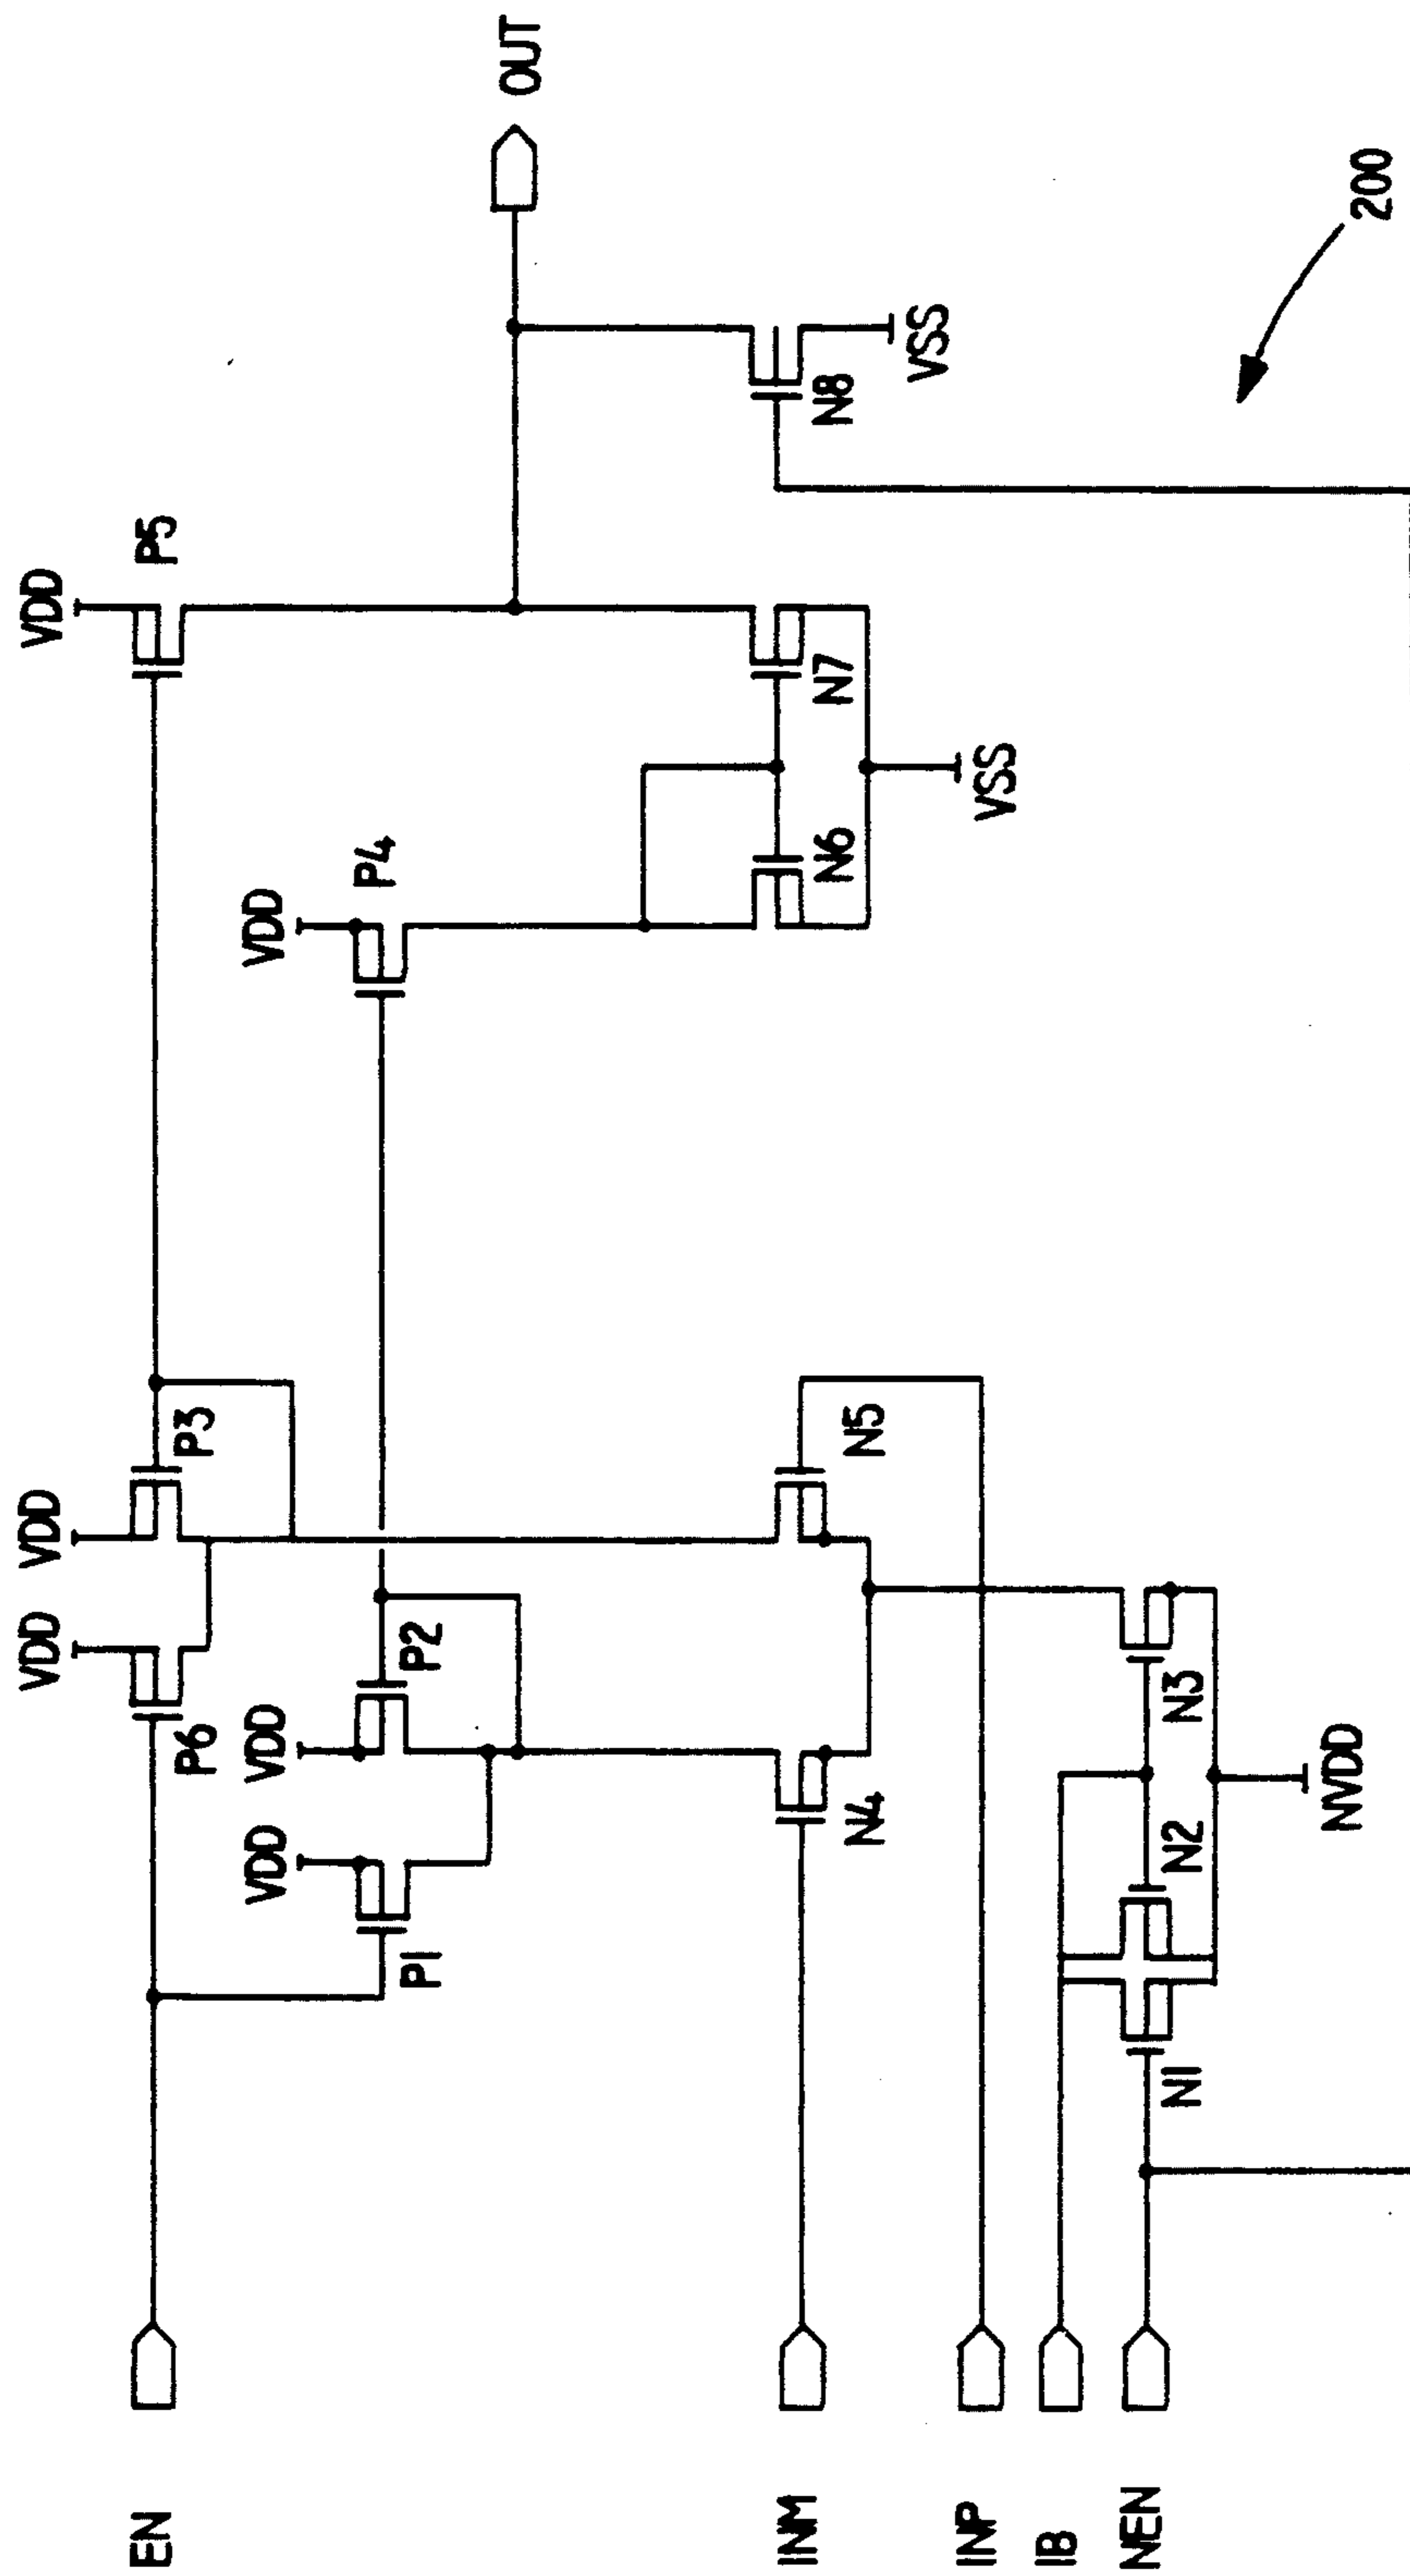 EN
INM
INP
IB
NEN
P1
P6
VDD
VDD
VDD
P2
VDD
P3
N4
N5
N1
N2
N3
NVDD
VDD
P4
VDD
P5
N6
N7
VSS
N8
VSS
OUT
200